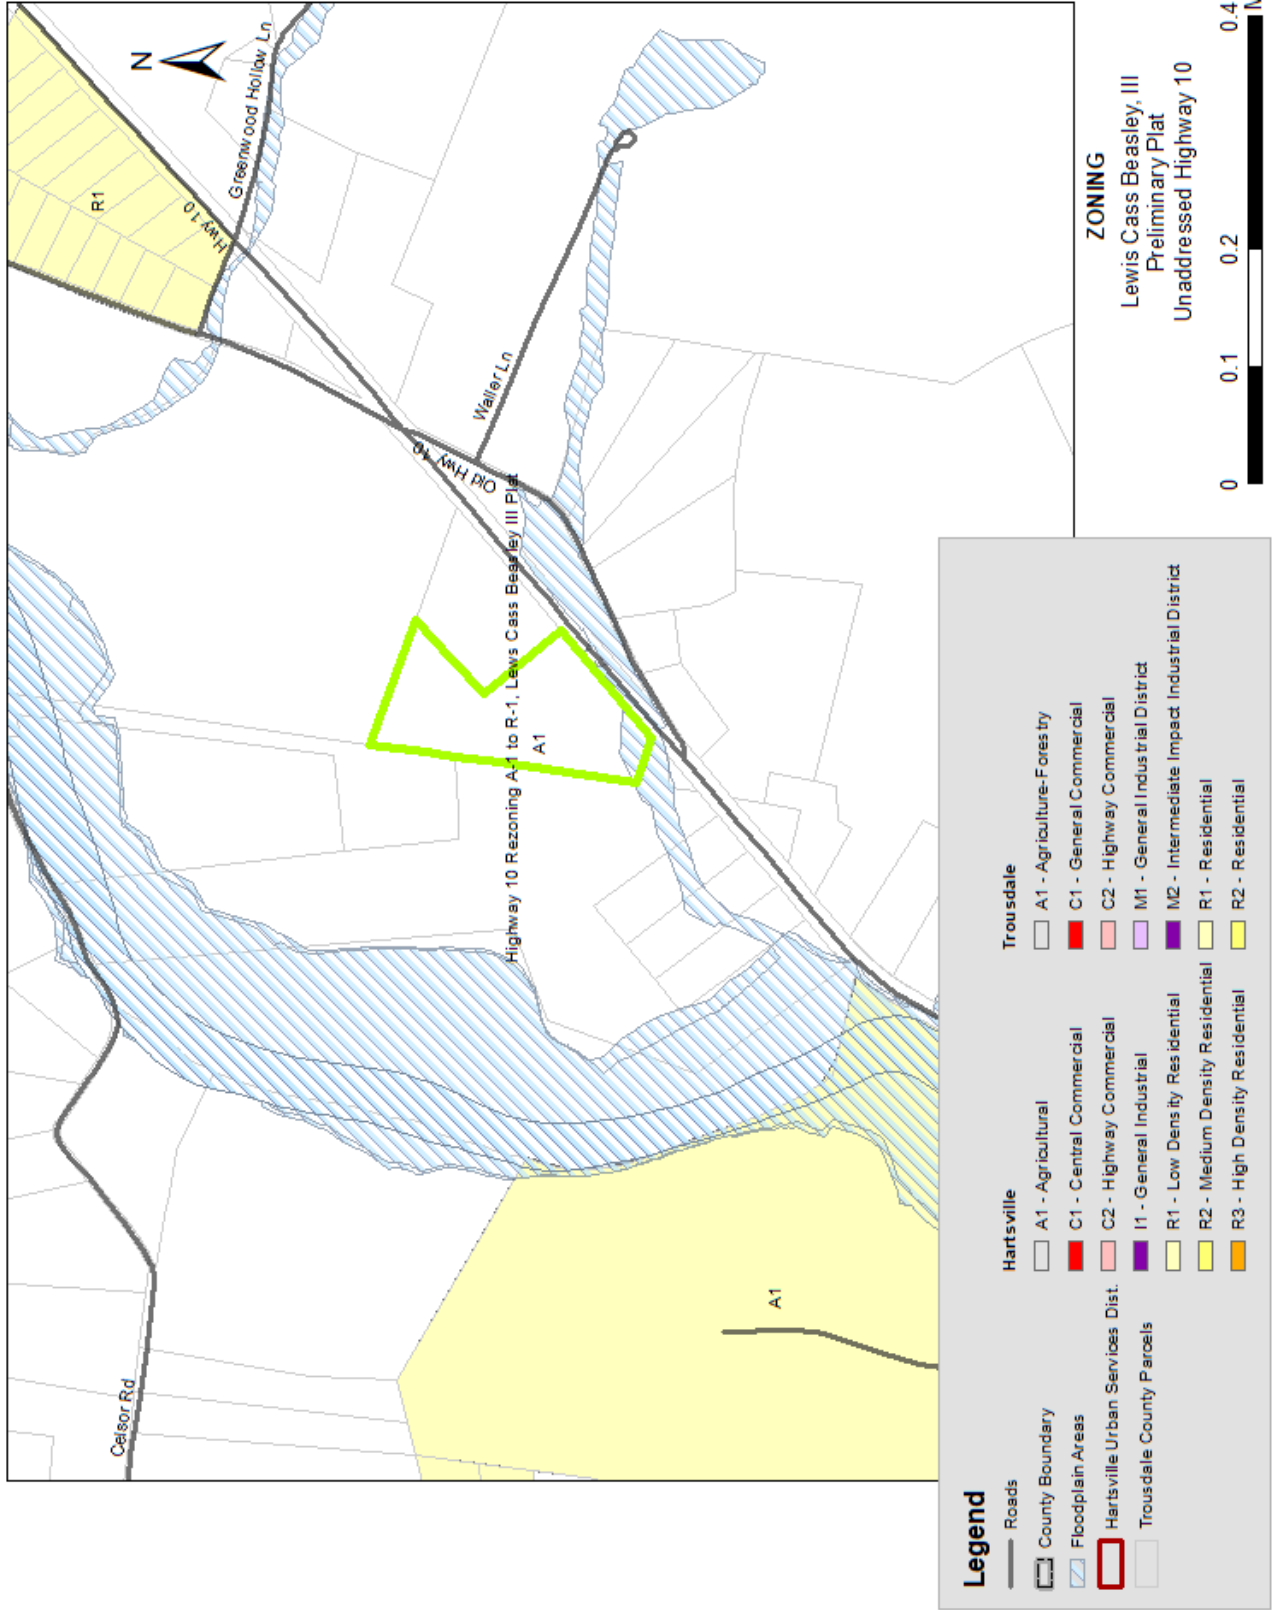 N
Greenwood Hollow Ln
R1
Hwy 10
Celsor Rd
Waller Ln
Old Hwy 10
Highway 10 Rezoning A-1 to R-1, Lewis Cass Beasley III Plat
A1
A1
ZONING
Lewis Cass Beasley, III
Preliminary Plat
Unaddressed Highway 10
0
0.1
0.2
0.4
Legend
Roads
County Boundary
Floodplain Areas
Hartsville Urban Services Dist.
Trousdale County Parcels
Hartsville
A1 - Agricultural
C1 - Central Commercial
C2 - Highway Commercial
I1 - General Industrial
R1 - Low Density Residential
R2 - Medium Density Residential
R3 - High Density Residential
Trousdale
A1 - Agriculture-Forestry
C1 - General Commercial
C2 - Highway Commercial
M1 - General Industrial District
M2 - Intermediate Impact Industrial District
R1 - Residential
R2 - Residential